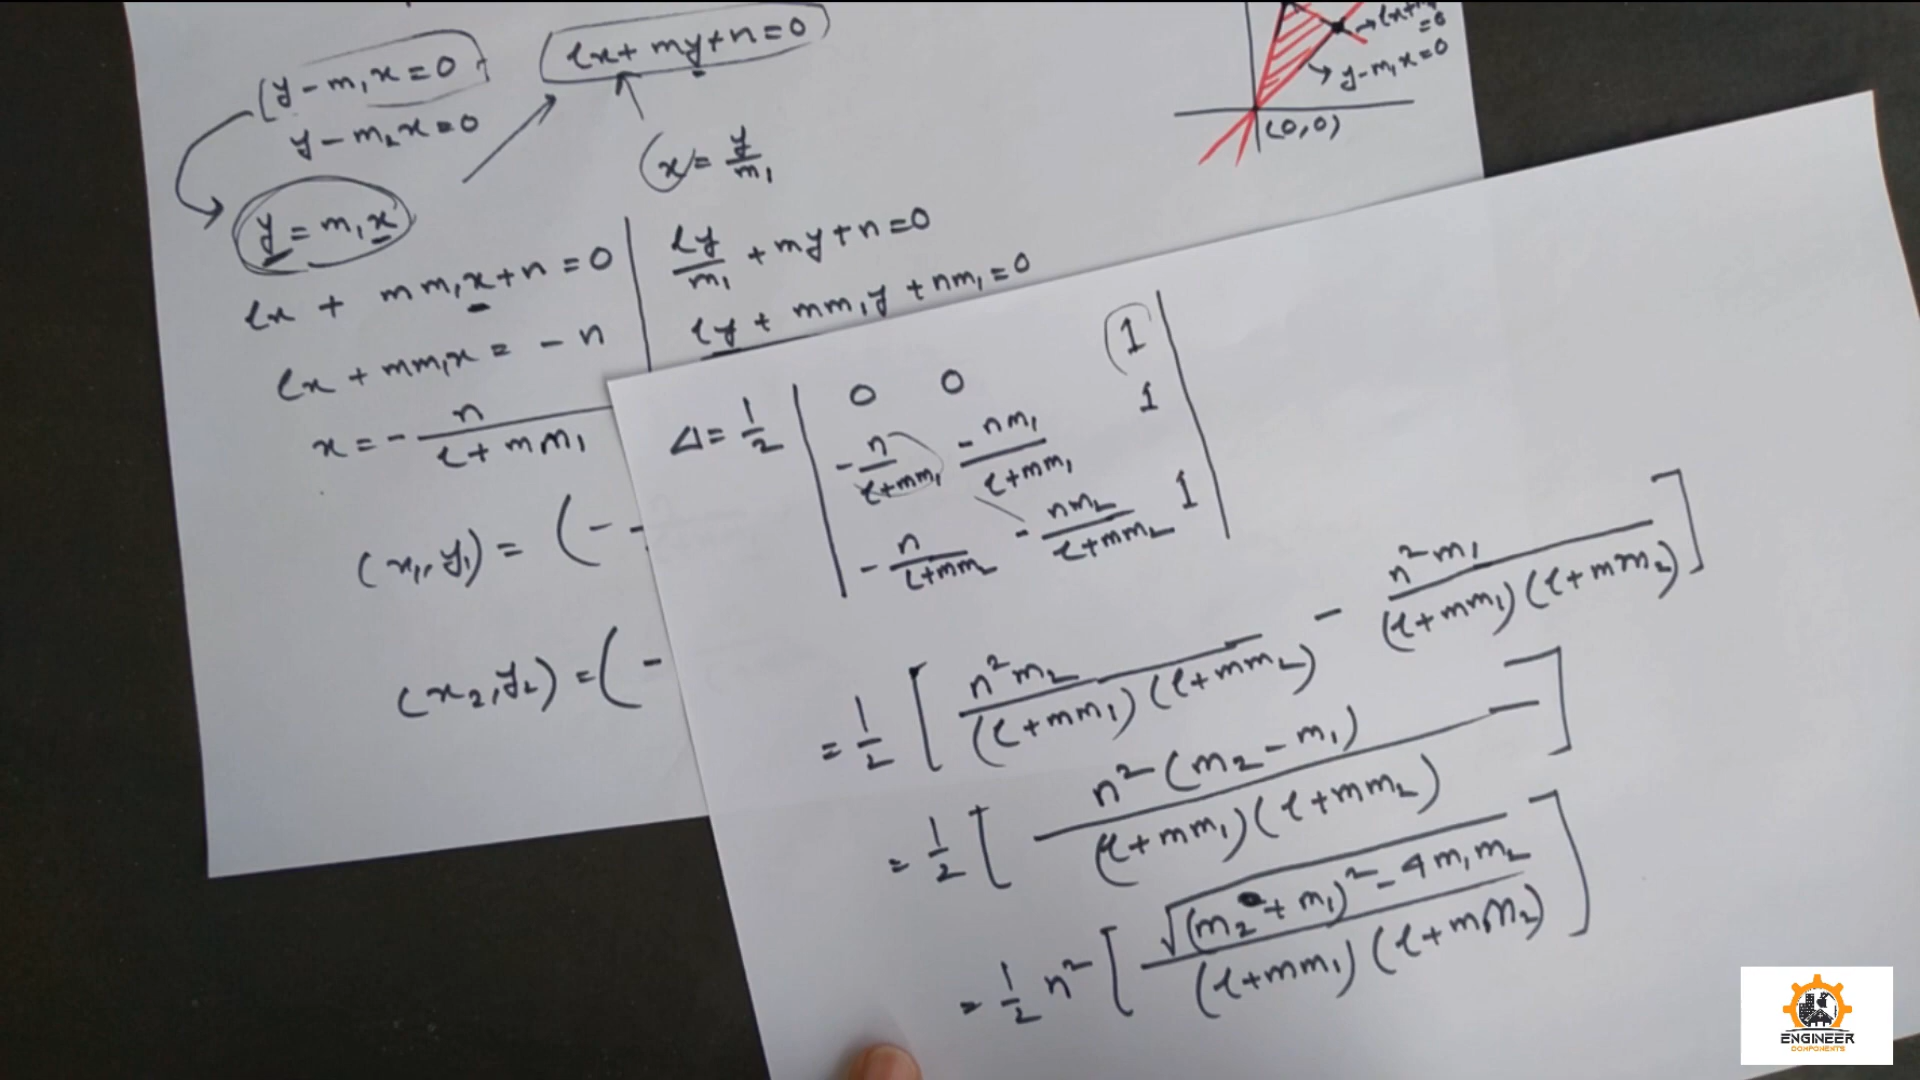 y - m₁x = 0
y - m₂x = 0
lx + my + n = 0
x = y/m₁
y = m₁x
lx + mm₁x + n = 0
lx + mm₁x = - n
x = - n/(l + mm₁)
(x₁, y₁) = ( -
(x₂, y₂) = ( -
ly/m₁ + my + n = 0
ly + mm₁y + nm₁ = 0
= 0
y - m₁x = 0
(0,0)
Δ = 1/2 | 0 0 1
- n/(l+mm₁) - nm₁/(l+mm₁) 1
- n/(l+mm₂) - nm₂/(l+mm₂) 1 |
= 1/2 [ n²m₂/((l+mm₁)(l+mm₂)) - n²m₁/((l+mm₁)(l+mm₂)) ]
= 1/2 [ n²(m₂ - m₁)/((l+mm₁)(l+mm₂)) ]
= 1/2 n² [ √((m₂ + m₁)² - 4m₁m₂)/((l+mm₁)(l+mm₂)) ]
ENGINEER
COMPONENTS